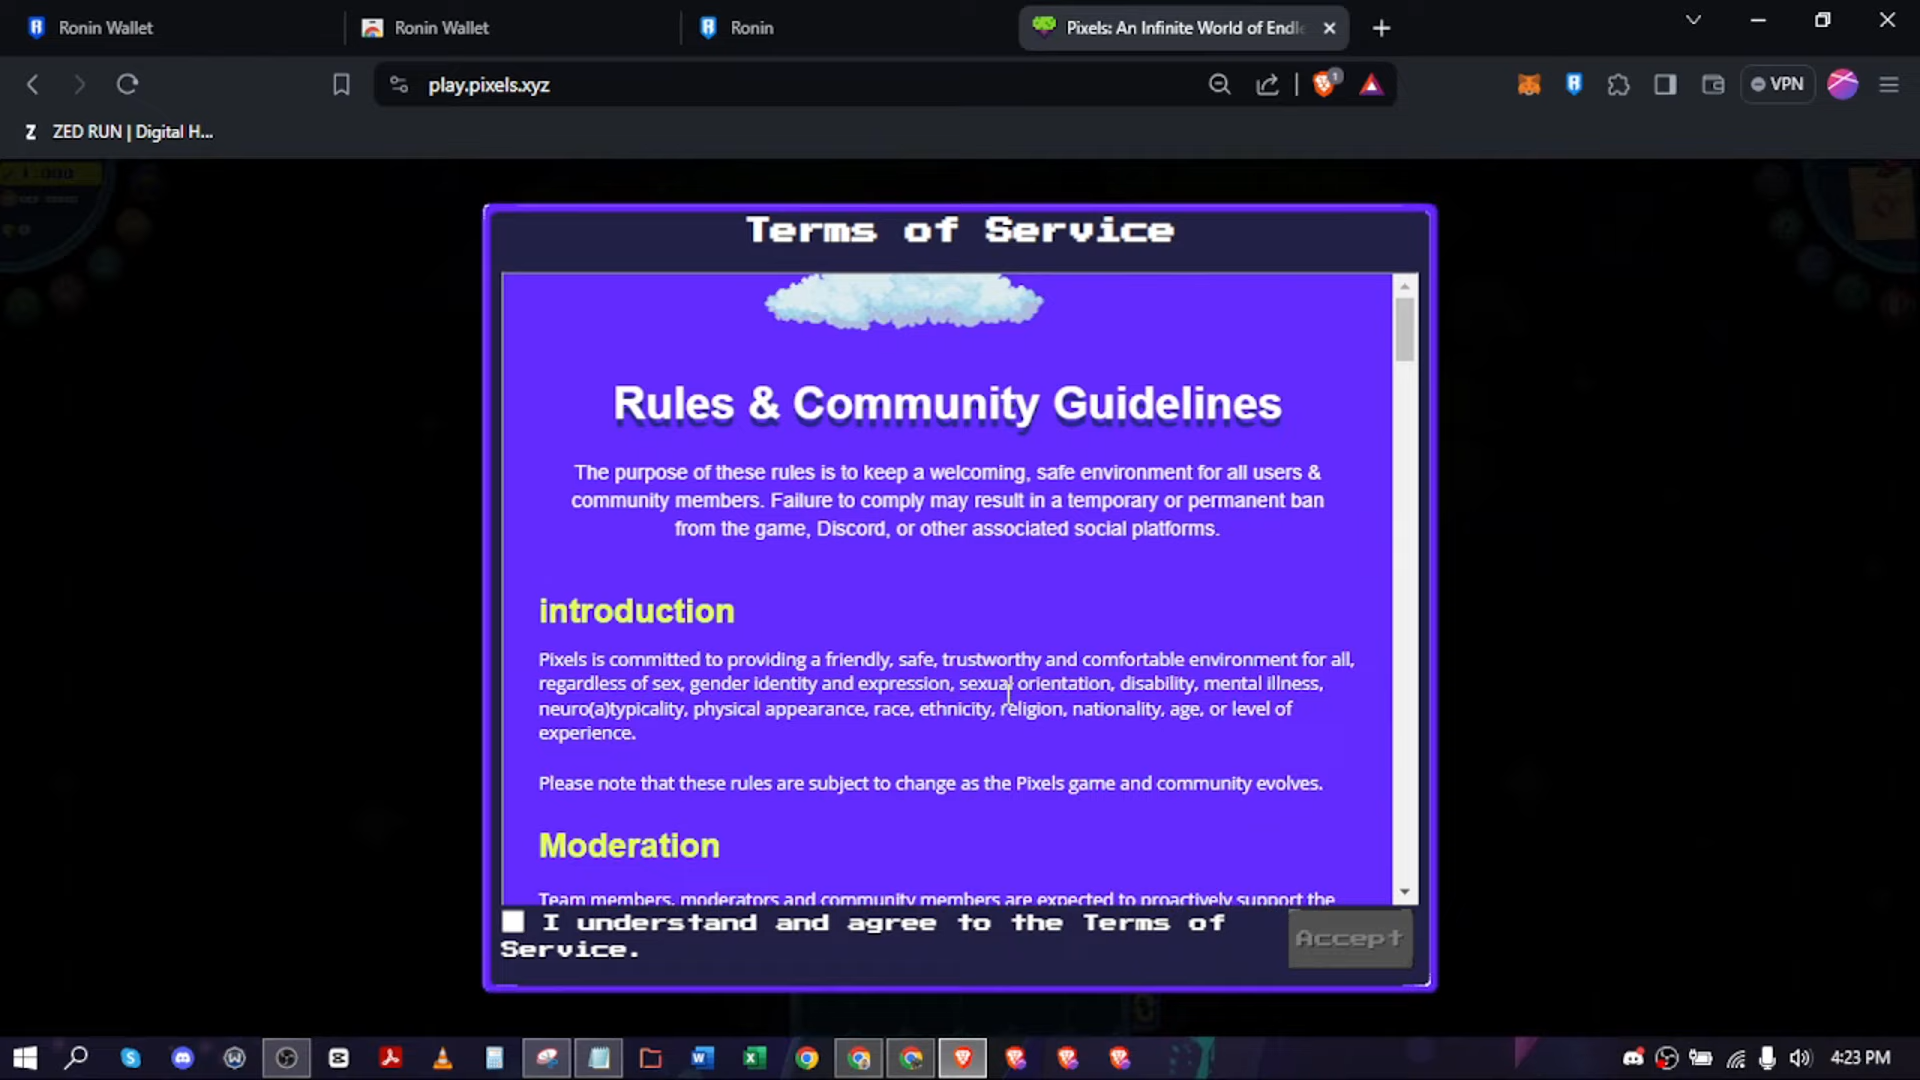 Ronin Wallet
Ronin Wallet
Ronin
Pixels: An Infinite World of Endle
play.pixels.xyz
1
VPN
Z ZED RUN | Digital H...
Terms of Service
Rules & Community Guidelines
The purpose of these rules is to keep a welcoming, safe environment for all users &
community members. Failure to comply may result in a temporary or permanent ban
from the game, Discord, or other associated social platforms.
introduction
Pixels is committed to providing a friendly, safe, trustworthy and comfortable environment for all,
regardless of sex, gender identity and expression, sexual orientation, disability, mental illness,
neuro(a)typicality, physical appearance, race, ethnicity, religion, nationality, age, or level of
experience.
Please note that these rules are subject to change as the Pixels game and community evolves.
Moderation
Team members, moderators and community members are expected to proactively support the
I understand and agree to the Terms of
Service.
Accept
4:23 PM